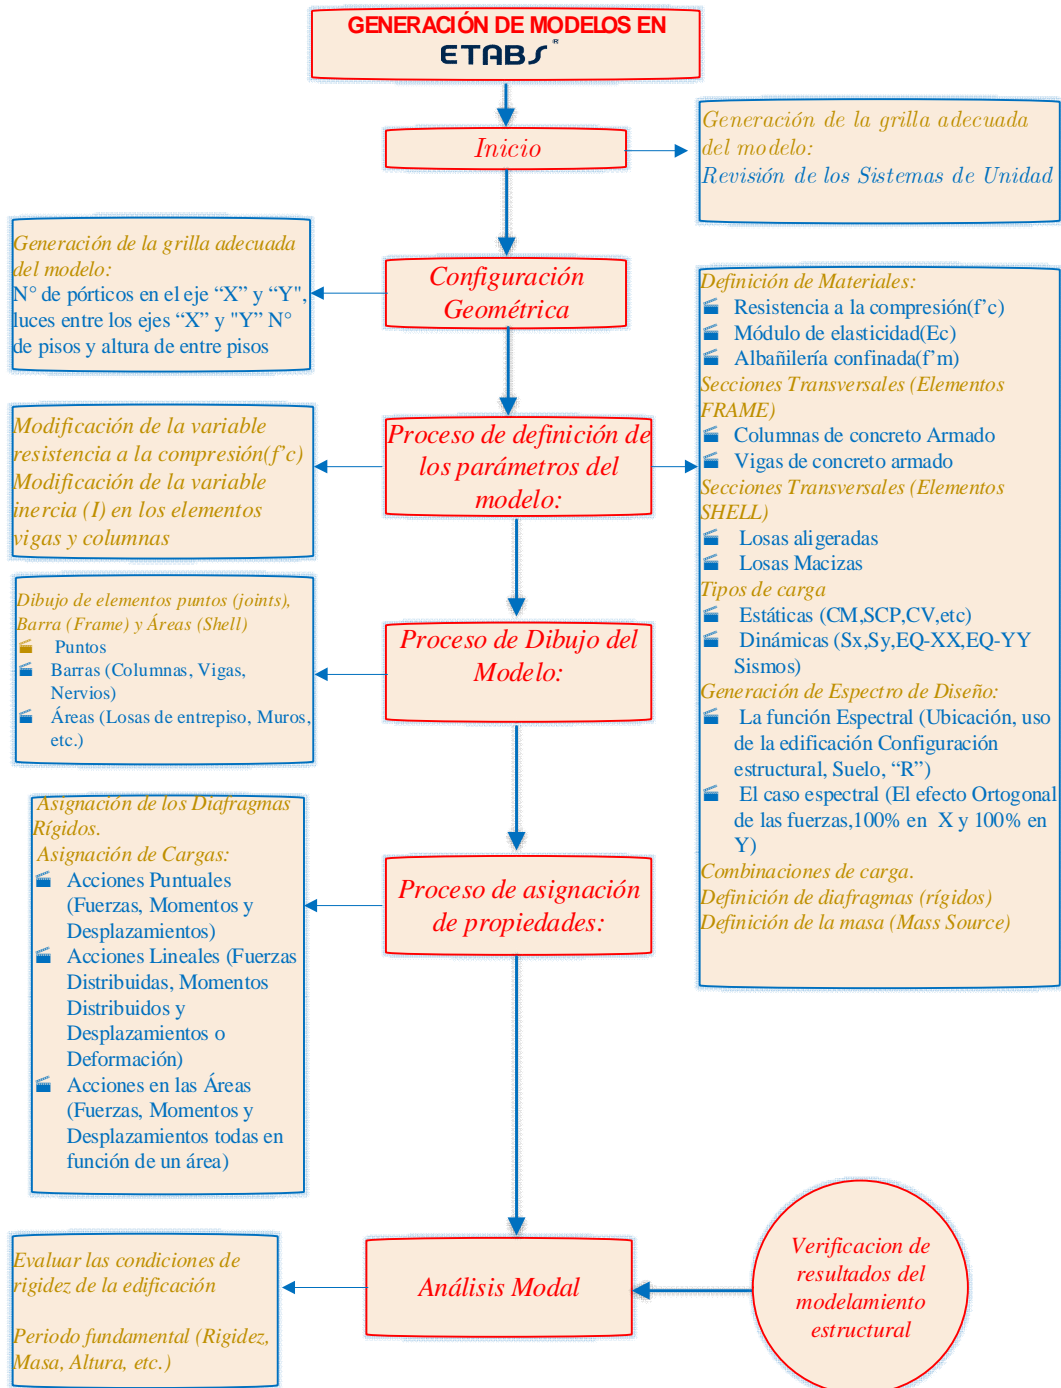 GENERACIÓN DE MODELOS EN
ETABS®
Inicio
Generación de la grilla adecuada
del modelo:
Revisión de los Sistemas de Unidad
Configuración
Geométrica
Generación de la grilla adecuada
del modelo:
N° de pórticos en el eje “X” y “Y",
luces entre los ejes “X” y "Y” N°
de pisos y altura de entre pisos
Proceso de definición de
los parámetros del
modelo:
Modificación de la variable
resistencia a la compresión(f’c)
Modificación de la variable
inercia (I) en los elementos
vigas y columnas
Definición de Materiales:
Resistencia a la compresión(f’c)
Módulo de elasticidad(Ec)
Albañilería confinada(f’m)
Secciones Transversales (Elementos
FRAME)
Columnas de concreto Armado
Vigas de concreto armado
Secciones Transversales (Elementos
SHELL)
Losas aligeradas
Losas Macizas
Tipos de carga
Estáticas (CM,SCP,CV,etc)
Dinámicas (Sx,Sy,EQ-XX,EQ-YY
Sismos)
Generación de Espectro de Diseño:
La función Espectral (Ubicación, uso
de la edificación Configuración
estructural, Suelo, “R”)
El caso espectral (El efecto Ortogonal
de las fuerzas,100% en X y 100% en
Y)
Combinaciones de carga.
Definición de diafragmas (rígidos)
Definición de la masa (Mass Source)
Proceso de Dibujo del
Modelo:
Dibujo de elementos puntos (joints),
Barra (Frame) y Áreas (Shell)
Puntos
Barras (Columnas, Vigas,
Nervios)
Áreas (Losas de entrepiso, Muros,
etc.)
Proceso de asignación
de propiedades:
Asignación de los Diafragmas
Rígidos.
Asignación de Cargas:
Acciones Puntuales
(Fuerzas, Momentos y
Desplazamientos)
Acciones Lineales (Fuerzas
Distribuidas, Momentos
Distribuidos y
Desplazamientos o
Deformación)
Acciones en las Áreas
(Fuerzas, Momentos y
Desplazamientos todas en
función de un área)
Análisis Modal
Evaluar las condiciones de
rigidez de la edificación
Periodo fundamental (Rigidez,
Masa, Altura, etc.)
Verificacion de
resultados del
modelamiento
estructural